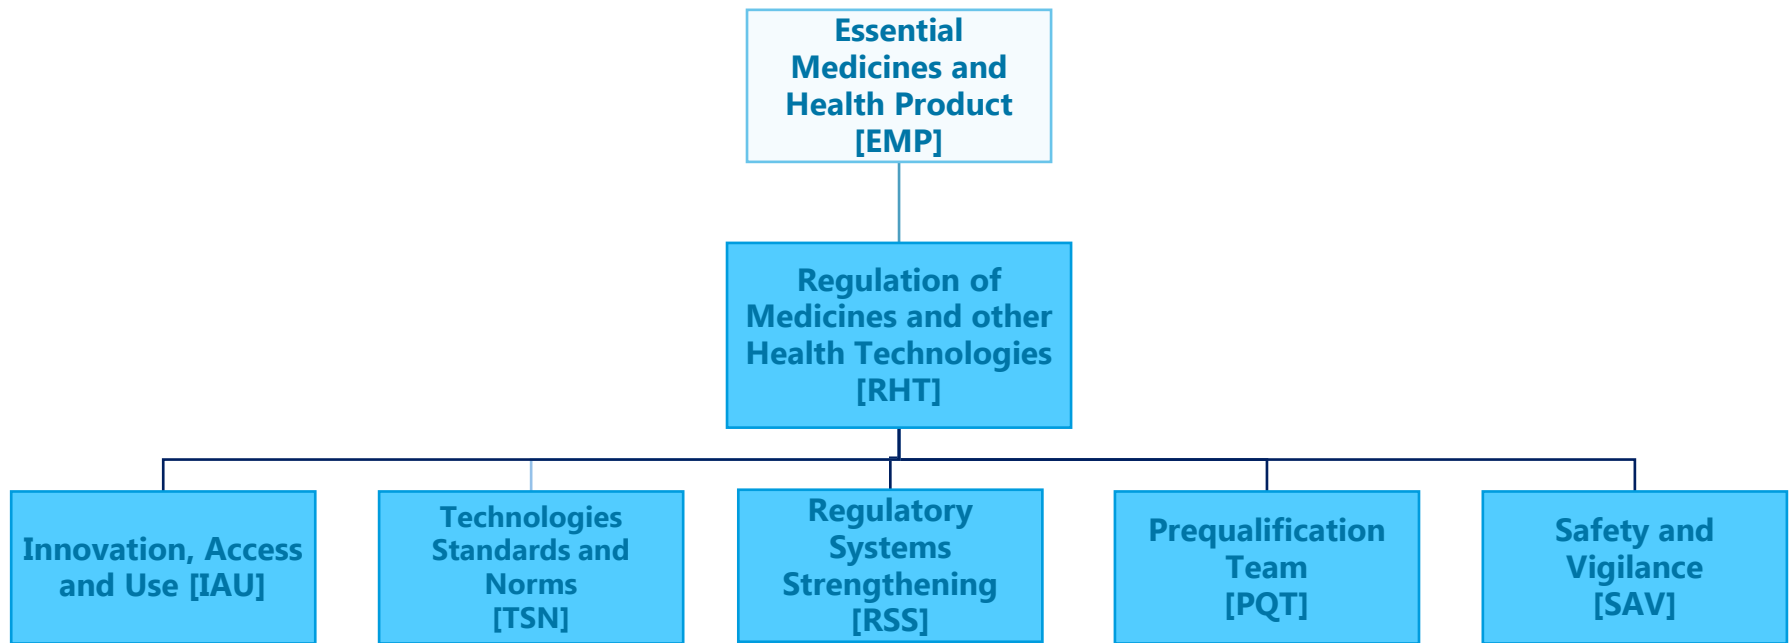 Essential
Medicines and
Health Product
[EMP]
Regulation of
Medicines and other
Health Technologies
[RHT]
Innovation, Access
and Use [IAU]
Technologies
Standards and
Norms
[TSN]
Regulatory
Systems
Strengthening
[RSS]
Prequalification
Team
[PQT]
Safety and
Vigilance
[SAV]